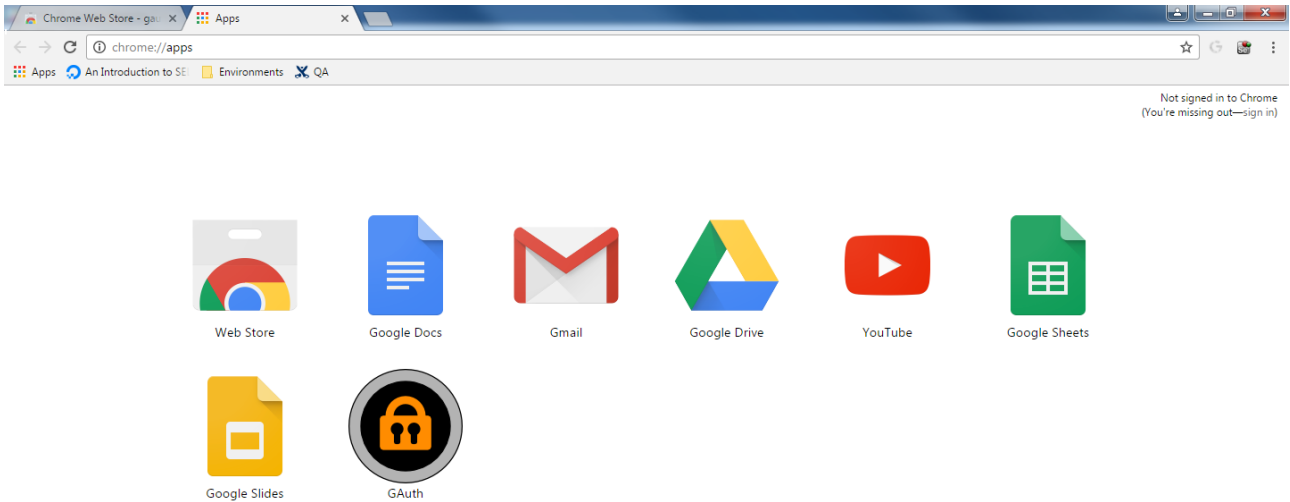 Chrome Web Store - gau
Apps
chrome://apps
Apps An Introduction to SE Environments QA
Not signed in to Chrome
(You're missing out—sign in)
Web Store Google Docs Gmail Google Drive YouTube Google Sheets
Google Slides GAuth